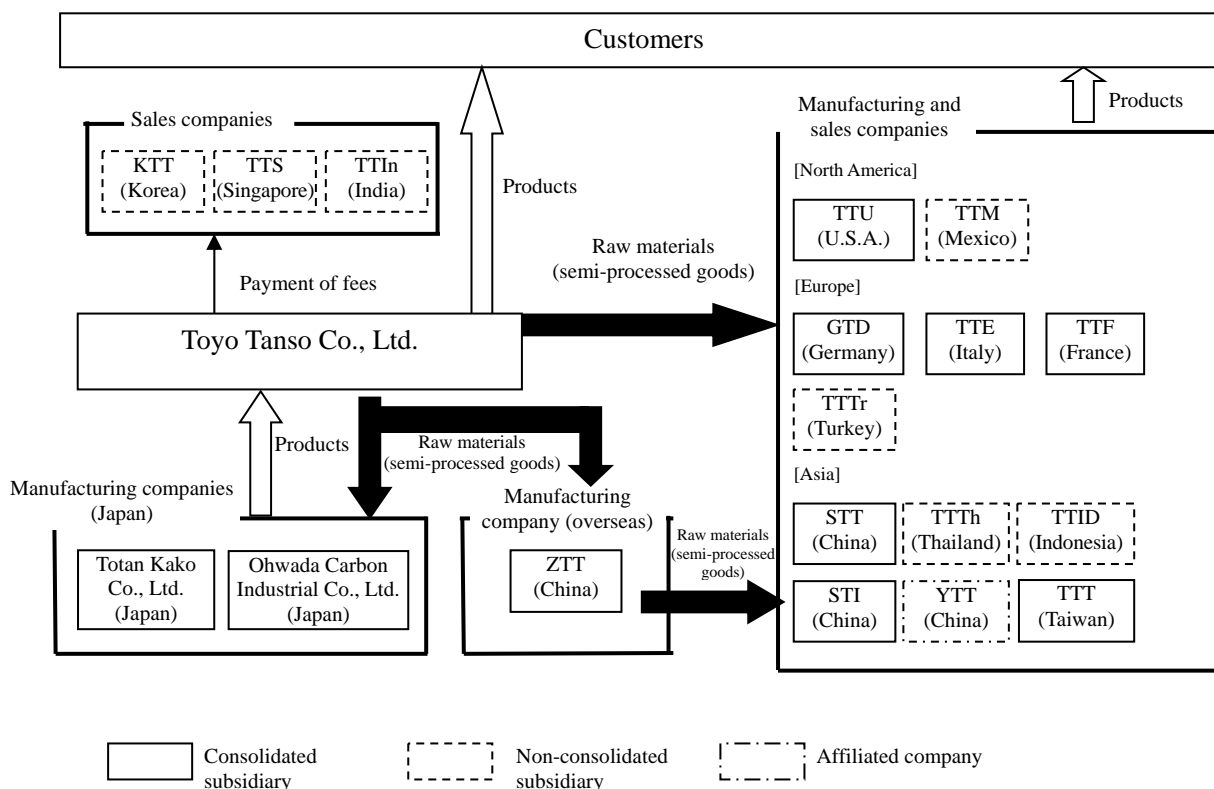 Customers
Sales companies
KTT
(Korea)
TTS
(Singapore)
TTIn
(India)
Products
Payment of fees
Toyo Tanso Co., Ltd.
Raw materials
(semi-processed goods)
Products
Manufacturing and
sales companies
[North America]
TTU
(U.S.A.)
TTM
(Mexico)
[Europe]
GTD
(Germany)
TTE
(Italy)
TTF
(France)
TTTr
(Turkey)
[Asia]
STT
(China)
TTTh
(Thailand)
TTID
(Indonesia)
STI
(China)
YTT
(China)
TTT
(Taiwan)
Products
Raw materials
(semi-processed goods)
Manufacturing companies
(Japan)
Totan Kako
Co., Ltd.
(Japan)
Ohwada Carbon
Industrial Co., Ltd.
(Japan)
Manufacturing
company (overseas)
ZTT
(China)
Raw materials
(semi-processed
goods)
Consolidated
subsidiary
Non-consolidated
subsidiary
Affiliated company